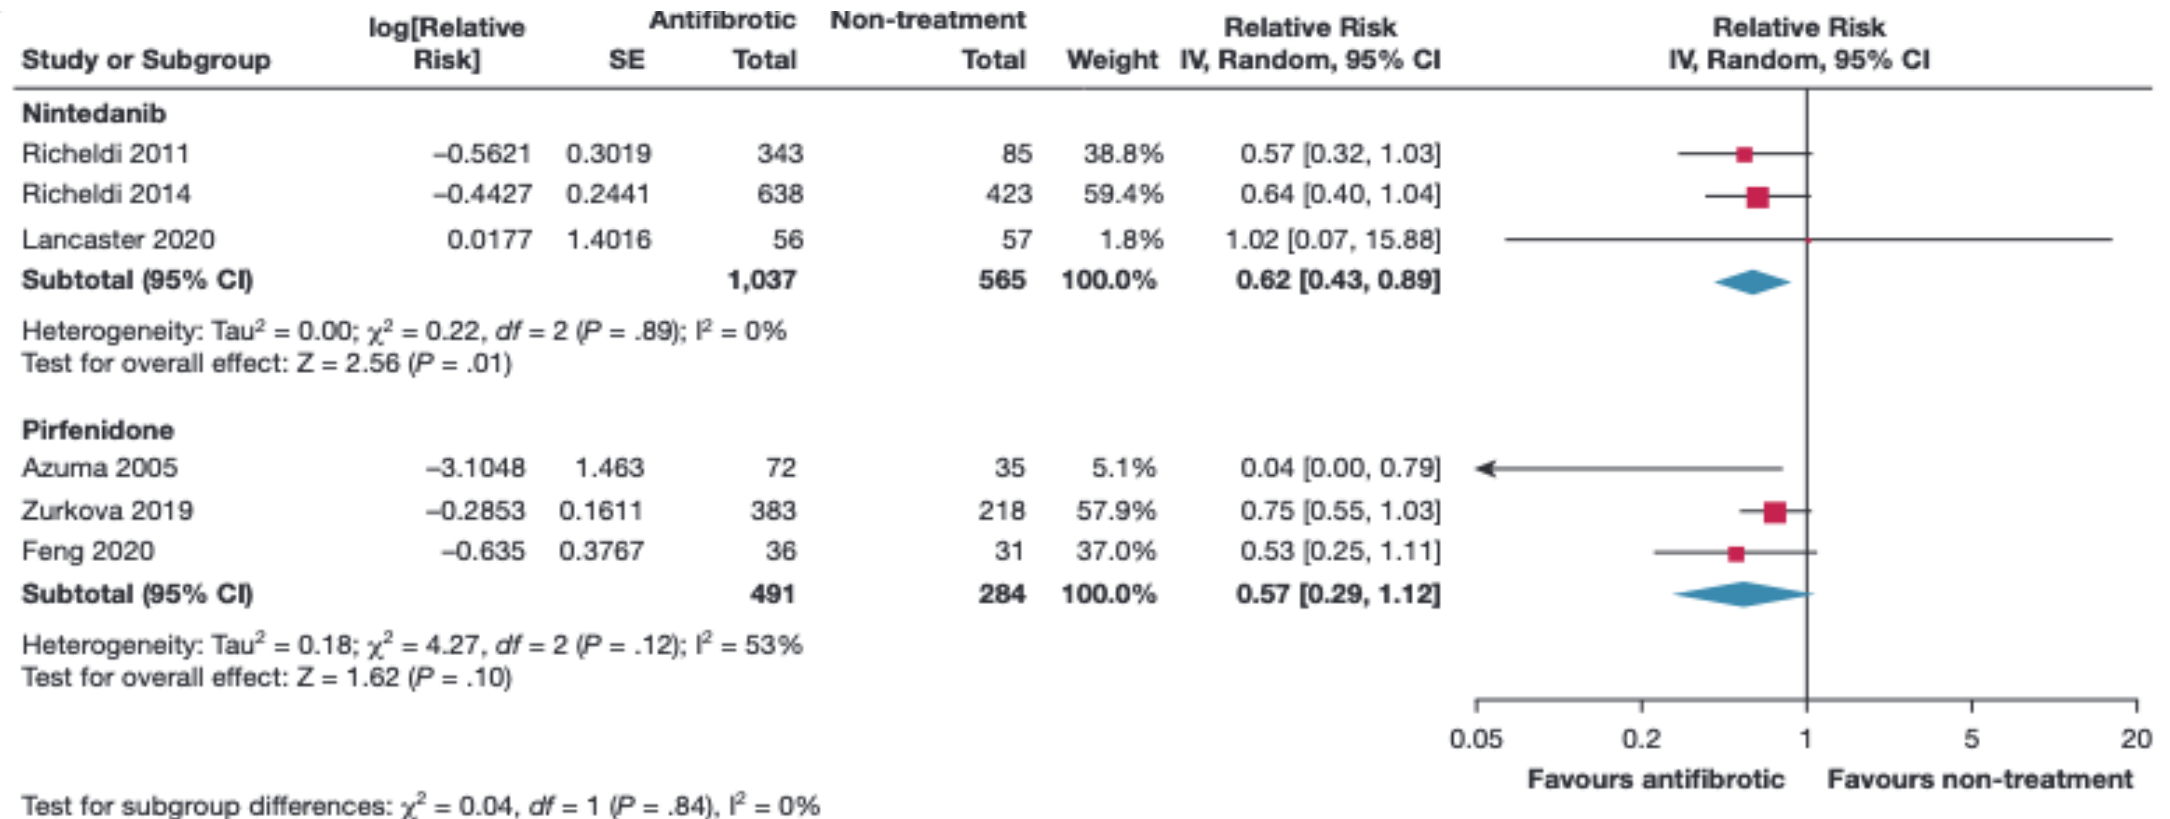 log[Relative Antifibrotic Non-treatment Relative Risk Relative Risk
Study or Subgroup Risk] SE Total Total Weight IV, Random, 95% CI IV, Random, 95% CI
Nintedanib
Richeldi 2011 –0.5621 0.3019 343 85 38.8% 0.57 [0.32, 1.03]
Richeldi 2014 –0.4427 0.2441 638 423 59.4% 0.64 [0.40, 1.04]
Lancaster 2020 0.0177 1.4016 56 57 1.8% 1.02 [0.07, 15.88]
Subtotal (95% CI) 1,037 565 100.0% 0.62 [0.43, 0.89]
Heterogeneity: Tau² = 0.00; χ² = 0.22, df = 2 (P = .89); I² = 0%
Test for overall effect: Z = 2.56 (P = .01)
Pirfenidone
Azuma 2005 –3.1048 1.463 72 35 5.1% 0.04 [0.00, 0.79]
Zurkova 2019 –0.2853 0.1611 383 218 57.9% 0.75 [0.55, 1.03]
Feng 2020 –0.635 0.3767 36 31 37.0% 0.53 [0.25, 1.11]
Subtotal (95% CI) 491 284 100.0% 0.57 [0.29, 1.12]
Heterogeneity: Tau² = 0.18; χ² = 4.27, df = 2 (P = .12); I² = 53%
Test for overall effect: Z = 1.62 (P = .10)
0.05 0.2 1 5 20
Favours antifibrotic Favours non-treatment
Test for subgroup differences: χ² = 0.04, df = 1 (P = .84), I² = 0%